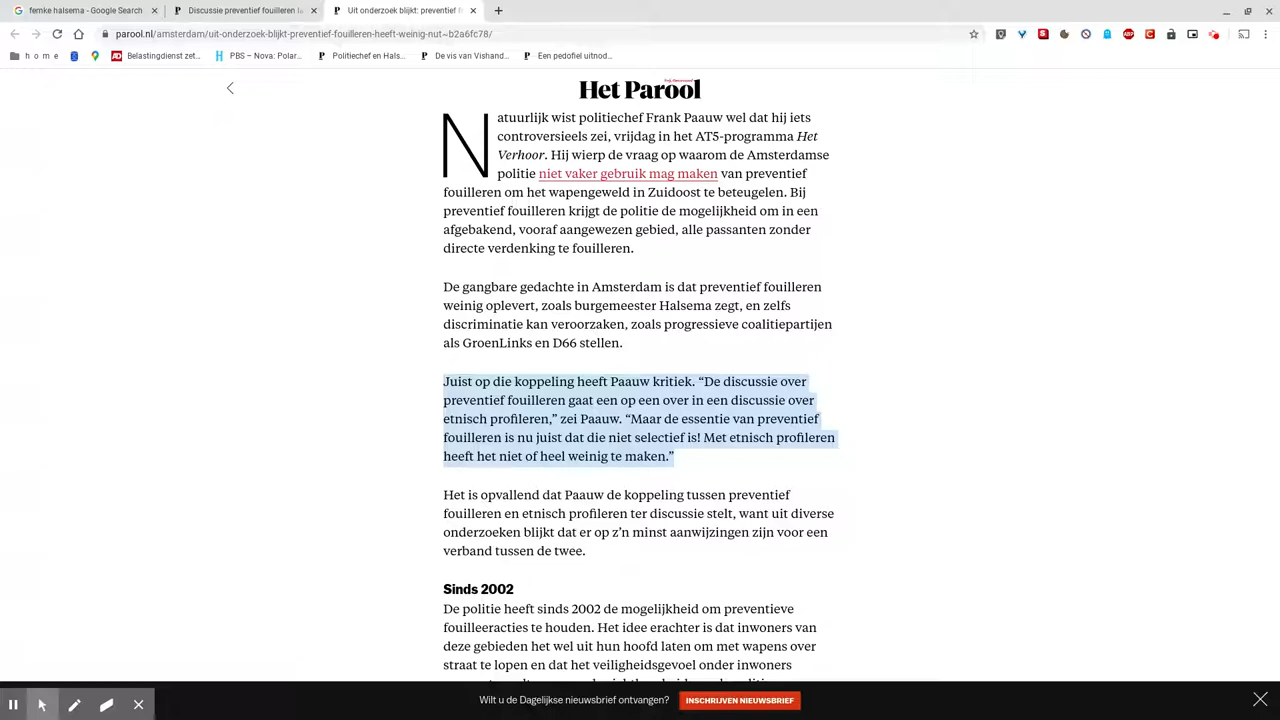 femke halsema - Google Search
Discussie preventief fouilleren l
Uit onderzoek blijkt: preventief f
parool.nl/amsterdam/uit-onderzoek-blijkt-preventief-fouilleren-heeft-weinig-nut~b2a6fc78/
h o m e
Belastingdienst zet...
PBS – Nova: Polar...
Politiechef en Hals...
De vis van Vishand...
Een pedofiel uitnod...
Het Parool
Natuurlijk wist politiechef Frank Paauw wel dat hij iets
controversieels zei, vrijdag in het AT5-programma Het
Verhoor. Hij wierp de vraag op waarom de Amsterdamse
politie niet vaker gebruik mag maken van preventief
fouilleren om het wapengeweld in Zuidoost te beteugelen. Bij
preventief fouilleren krijgt de politie de mogelijkheid om in een
afgebakend, vooraf aangewezen gebied, alle passanten zonder
directe verdenking te fouilleren.
De gangbare gedachte in Amsterdam is dat preventief fouilleren
weinig oplevert, zoals burgemeester Halsema zegt, en zelfs
discriminatie kan veroorzaken, zoals progressieve coalitiepartijen
als GroenLinks en D66 stellen.
Juist op die koppeling heeft Paauw kritiek. “De discussie over
preventief fouilleren gaat een op een over in een discussie over
etnisch profileren,” zei Paauw. “Maar de essentie van preventief
fouilleren is nu juist dat die niet selectief is! Met etnisch profileren
heeft het niet of heel weinig te maken.”
Het is opvallend dat Paauw de koppeling tussen preventief
fouilleren en etnisch profileren ter discussie stelt, want uit diverse
onderzoeken blijkt dat er op z’n minst aanwijzingen zijn voor een
verband tussen de twee.
Sinds 2002
De politie heeft sinds 2002 de mogelijkheid om preventieve
fouilleeracties te houden. Het idee erachter is dat inwoners van
deze gebieden het wel uit hun hoofd laten om met wapens over
straat te lopen en dat het veiligheidsgevoel onder inwoners
Wilt u de Dagelijkse nieuwsbrief ontvangen?
INSCHRIJVEN NIEUWSBRIEF